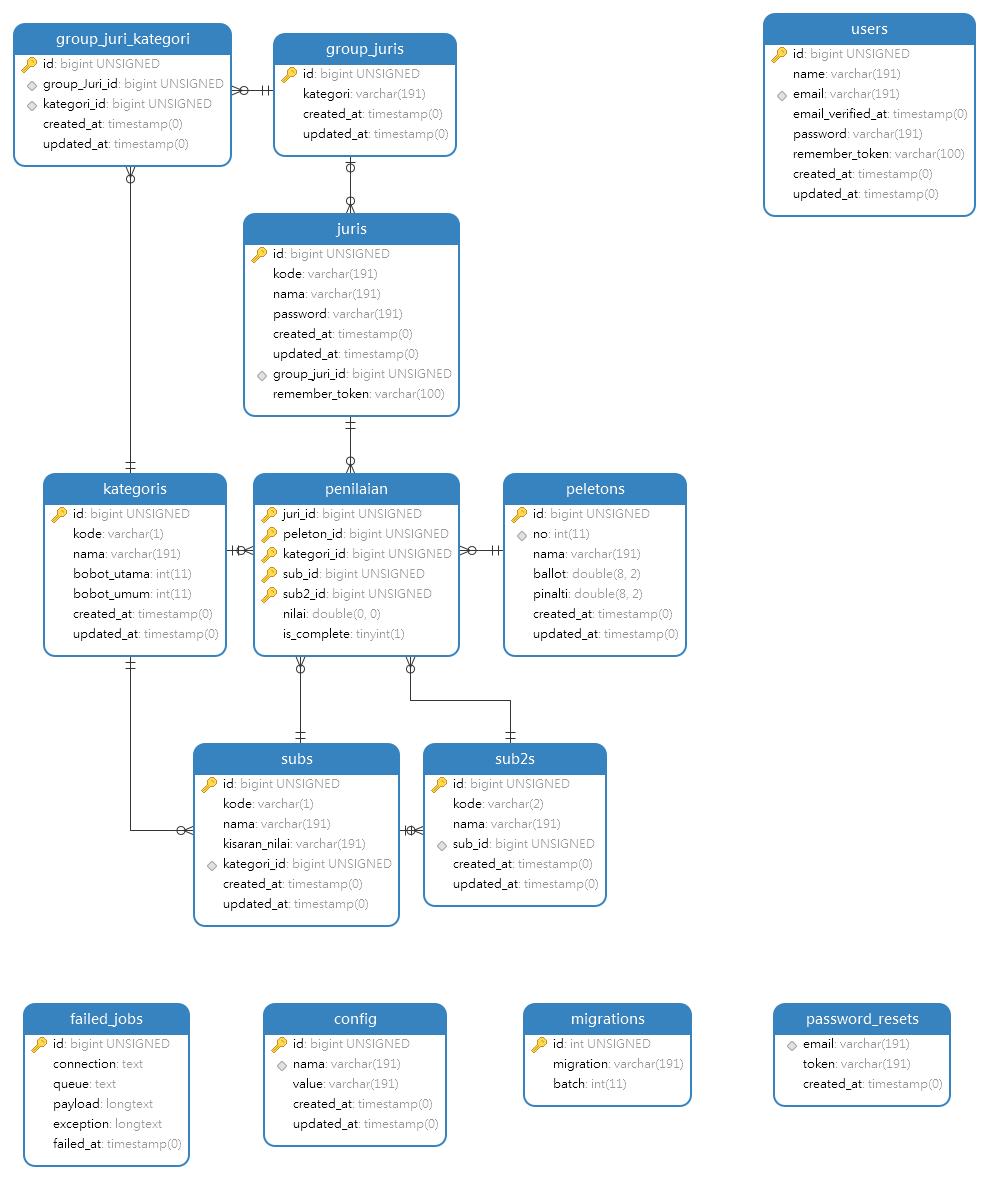 group_juri_kategori
id: bigint UNSIGNED
group_Juri_id: bigint UNSIGNED
kategori_id: bigint UNSIGNED
created_at: timestamp(0)
updated_at: timestamp(0)
group_juris
id: bigint UNSIGNED
kategori: varchar(191)
created_at: timestamp(0)
updated_at: timestamp(0)
users
id: bigint UNSIGNED
name: varchar(191)
email: varchar(191)
email_verified_at: timestamp(0)
password: varchar(191)
remember_token: varchar(100)
created_at: timestamp(0)
updated_at: timestamp(0)
juris
id: bigint UNSIGNED
kode: varchar(191)
nama: varchar(191)
password: varchar(191)
created_at: timestamp(0)
updated_at: timestamp(0)
group_juri_id: bigint UNSIGNED
remember_token: varchar(100)
kategoris
id: bigint UNSIGNED
kode: varchar(1)
nama: varchar(191)
bobot_utama: int(11)
bobot_umum: int(11)
created_at: timestamp(0)
updated_at: timestamp(0)
penilaian
juri_id: bigint UNSIGNED
peleton_id: bigint UNSIGNED
kategori_id: bigint UNSIGNED
sub_id: bigint UNSIGNED
sub2_id: bigint UNSIGNED
nilai: double(0, 0)
is_complete: tinyint(1)
peletons
id: bigint UNSIGNED
no: int(11)
nama: varchar(191)
ballot: double(8, 2)
pinalti: double(8, 2)
created_at: timestamp(0)
updated_at: timestamp(0)
subs
id: bigint UNSIGNED
kode: varchar(1)
nama: varchar(191)
kisaran_nilai: varchar(191)
kategori_id: bigint UNSIGNED
created_at: timestamp(0)
updated_at: timestamp(0)
sub2s
id: bigint UNSIGNED
kode: varchar(2)
nama: varchar(191)
sub_id: bigint UNSIGNED
created_at: timestamp(0)
updated_at: timestamp(0)
failed_jobs
id: bigint UNSIGNED
connection: text
queue: text
payload: longtext
exception: longtext
failed_at: timestamp(0)
config
id: bigint UNSIGNED
nama: varchar(191)
value: varchar(191)
created_at: timestamp(0)
updated_at: timestamp(0)
migrations
id: int UNSIGNED
migration: varchar(191)
batch: int(11)
password_resets
email: varchar(191)
token: varchar(191)
created_at: timestamp(0)